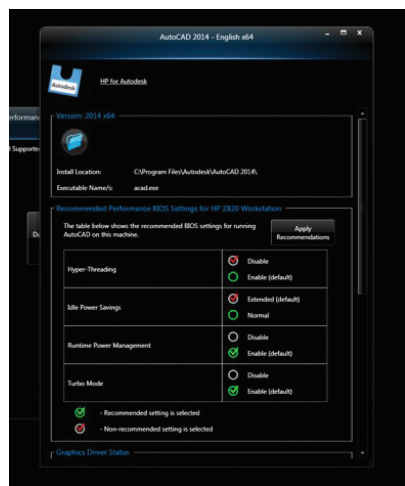 AutoCAD 2014 - English x64
Autodesk
HP for Autodesk
Version: 2014 x64
Install Location: C:\Program Files\Autodesk\AutoCAD 2014\
Executable Name/s: acad.exe
Recommended Performance BIOS Settings for HP Z820 Workstation
The table below shows the recommended BIOS settings for running
AutoCAD on this machine.
Apply
Recommendations
Hyper-Threading
Disable
Enable (default)
Idle Power Savings
Extended (default)
Normal
Runtime Power Management
Disable
Enable (default)
Turbo Mode
Disable
Enable (default)
- Recommended setting is selected
- Non-recommended setting is selected
Graphics Driver Status